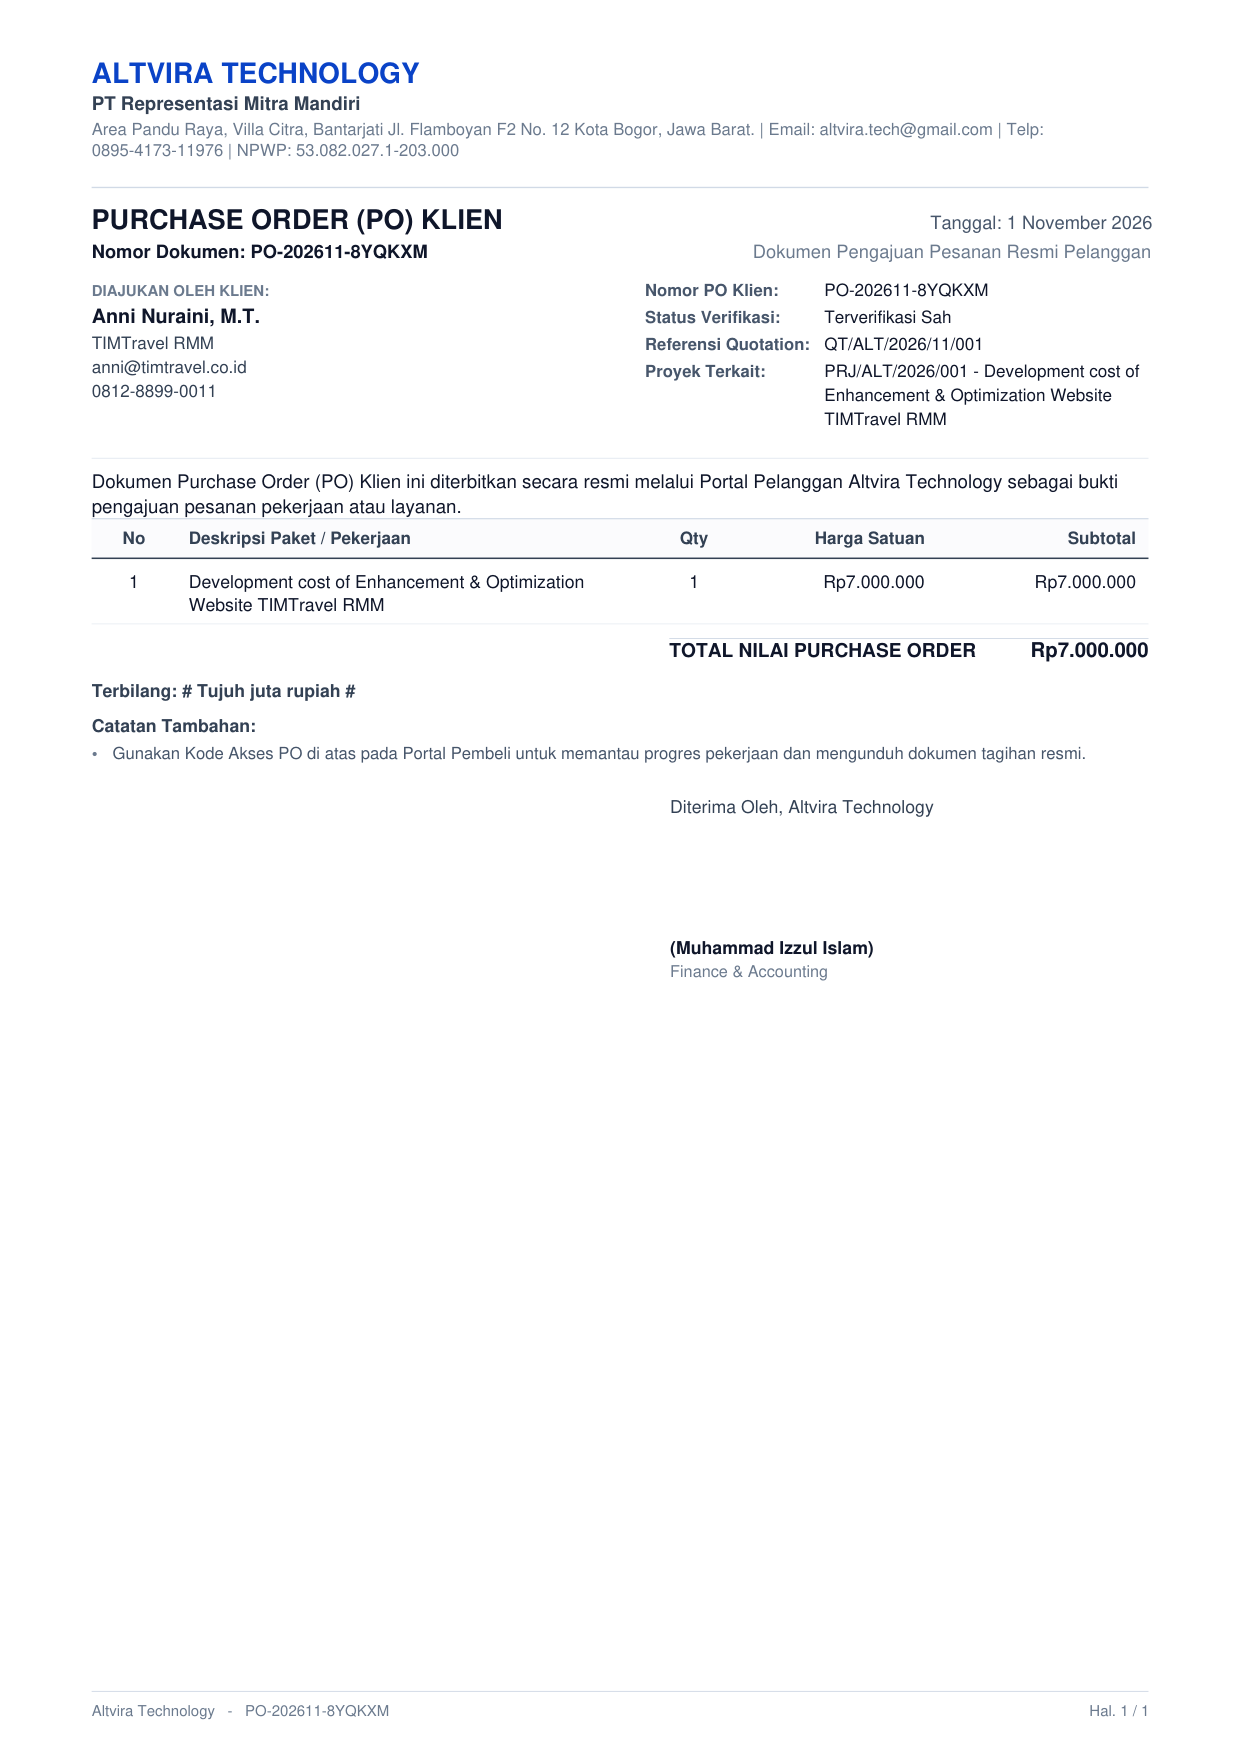 ALTVIRA TECHNOLOGY
PT Representasi Mitra Mandiri
Area Pandu Raya, Villa Citra, Bantarjati Jl. Flamboyan F2 No. 12 Kota Bogor, Jawa Barat. | Email: altvira.tech@gmail.com | Telp:
0895-4173-11976 | NPWP: 53.082.027.1-203.000
PURCHASE ORDER (PO) KLIEN
Tanggal: 1 November 2026
Nomor Dokumen: PO-202611-8YQKXM
Dokumen Pengajuan Pesanan Resmi Pelanggan
DIAJUKAN OLEH KLIEN:
Anni Nuraini, M.T.
TIMTravel RMM
anni@timtravel.co.id
0812-8899-0011
Nomor PO Klien: PO-202611-8YQKXM
Status Verifikasi: Terverifikasi Sah
Referensi Quotation: QT/ALT/2026/11/001
Proyek Terkait: PRJ/ALT/2026/001 - Development cost of
Enhancement & Optimization Website
TIMTravel RMM
Dokumen Purchase Order (PO) Klien ini diterbitkan secara resmi melalui Portal Pelanggan Altvira Technology sebagai bukti
pengajuan pesanan pekerjaan atau layanan.
No Deskripsi Paket / Pekerjaan Qty Harga Satuan Subtotal
1 Development cost of Enhancement & Optimization 1 Rp7.000.000 Rp7.000.000
Website TIMTravel RMM
TOTAL NILAI PURCHASE ORDER Rp7.000.000
Terbilang: # Tujuh juta rupiah #
Catatan Tambahan:
• Gunakan Kode Akses PO di atas pada Portal Pembeli untuk memantau progres pekerjaan dan mengunduh dokumen tagihan resmi.
Diterima Oleh, Altvira Technology
(Muhammad Izzul Islam)
Finance & Accounting
Altvira Technology - PO-202611-8YQKXM
Hal. 1 / 1